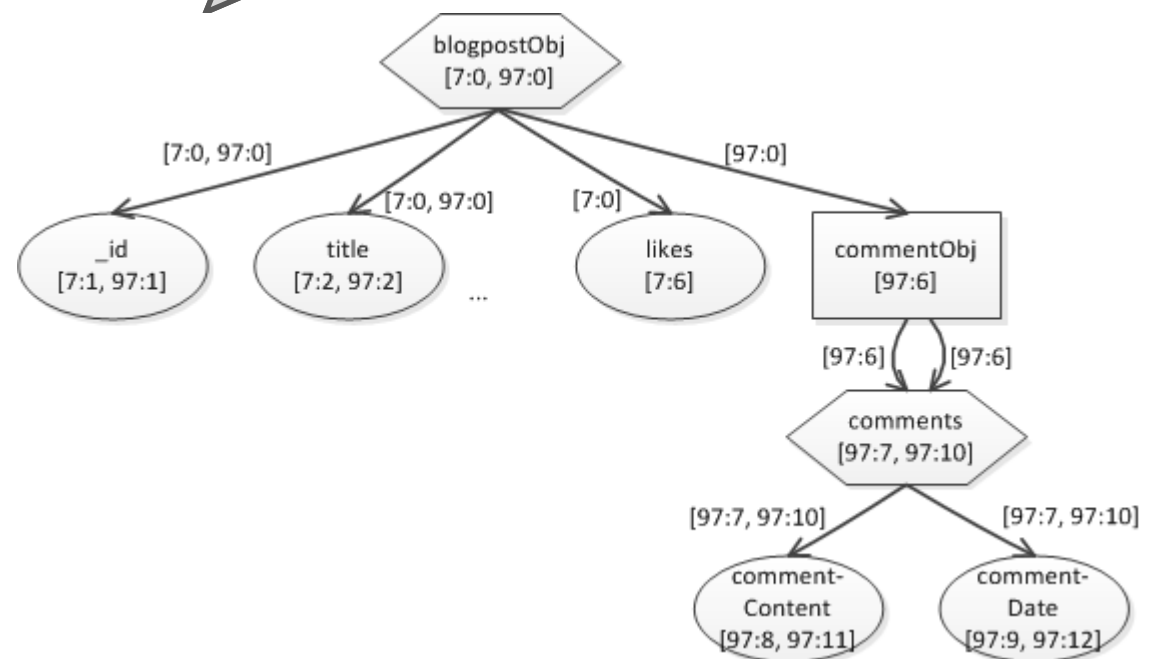 blogpostObj
[7:0, 97:0]
[7:0, 97:0]
[7:0, 97:0]
[7:0]
[97:0]
_id
[7:1, 97:1]
title
[7:2, 97:2]
...
likes
[7:6]
commentObj
[97:6]
[97:6]
[97:6]
comments
[97:7, 97:10]
[97:7, 97:10]
[97:7, 97:10]
comment-
Content
[97:8, 97:11]
comment-
Date
[97:9, 97:12]